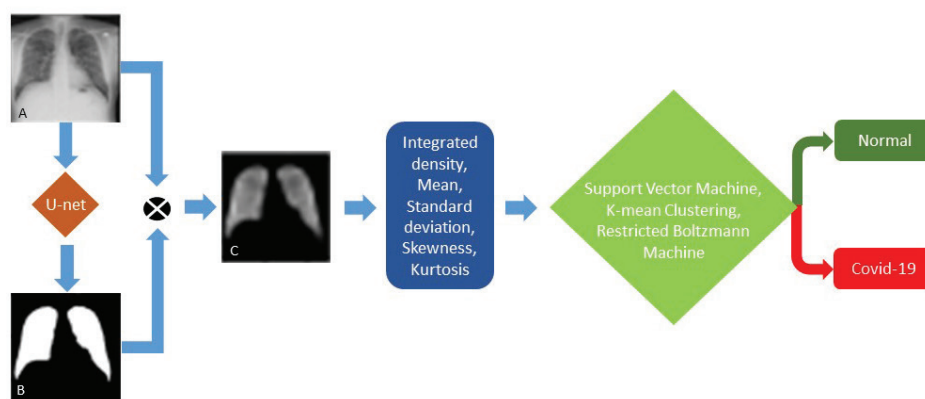 A
U-net
B
C
Integrated
density,
Mean,
Standard
deviation,
Skewness,
Kurtosis
Support Vector Machine,
K-mean Clustering,
Restricted Boltzmann
Machine
Normal
Covid-19